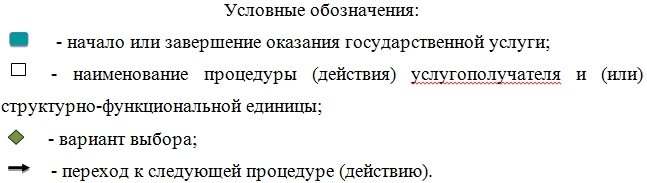 Условные обозначения:
- начало или завершение оказания государственной услуги;
- наименование процедуры (действия) услугополучателя и (или)
структурно-функциональной единицы;
- вариант выбора;
- переход к следующей процедуре (действию).